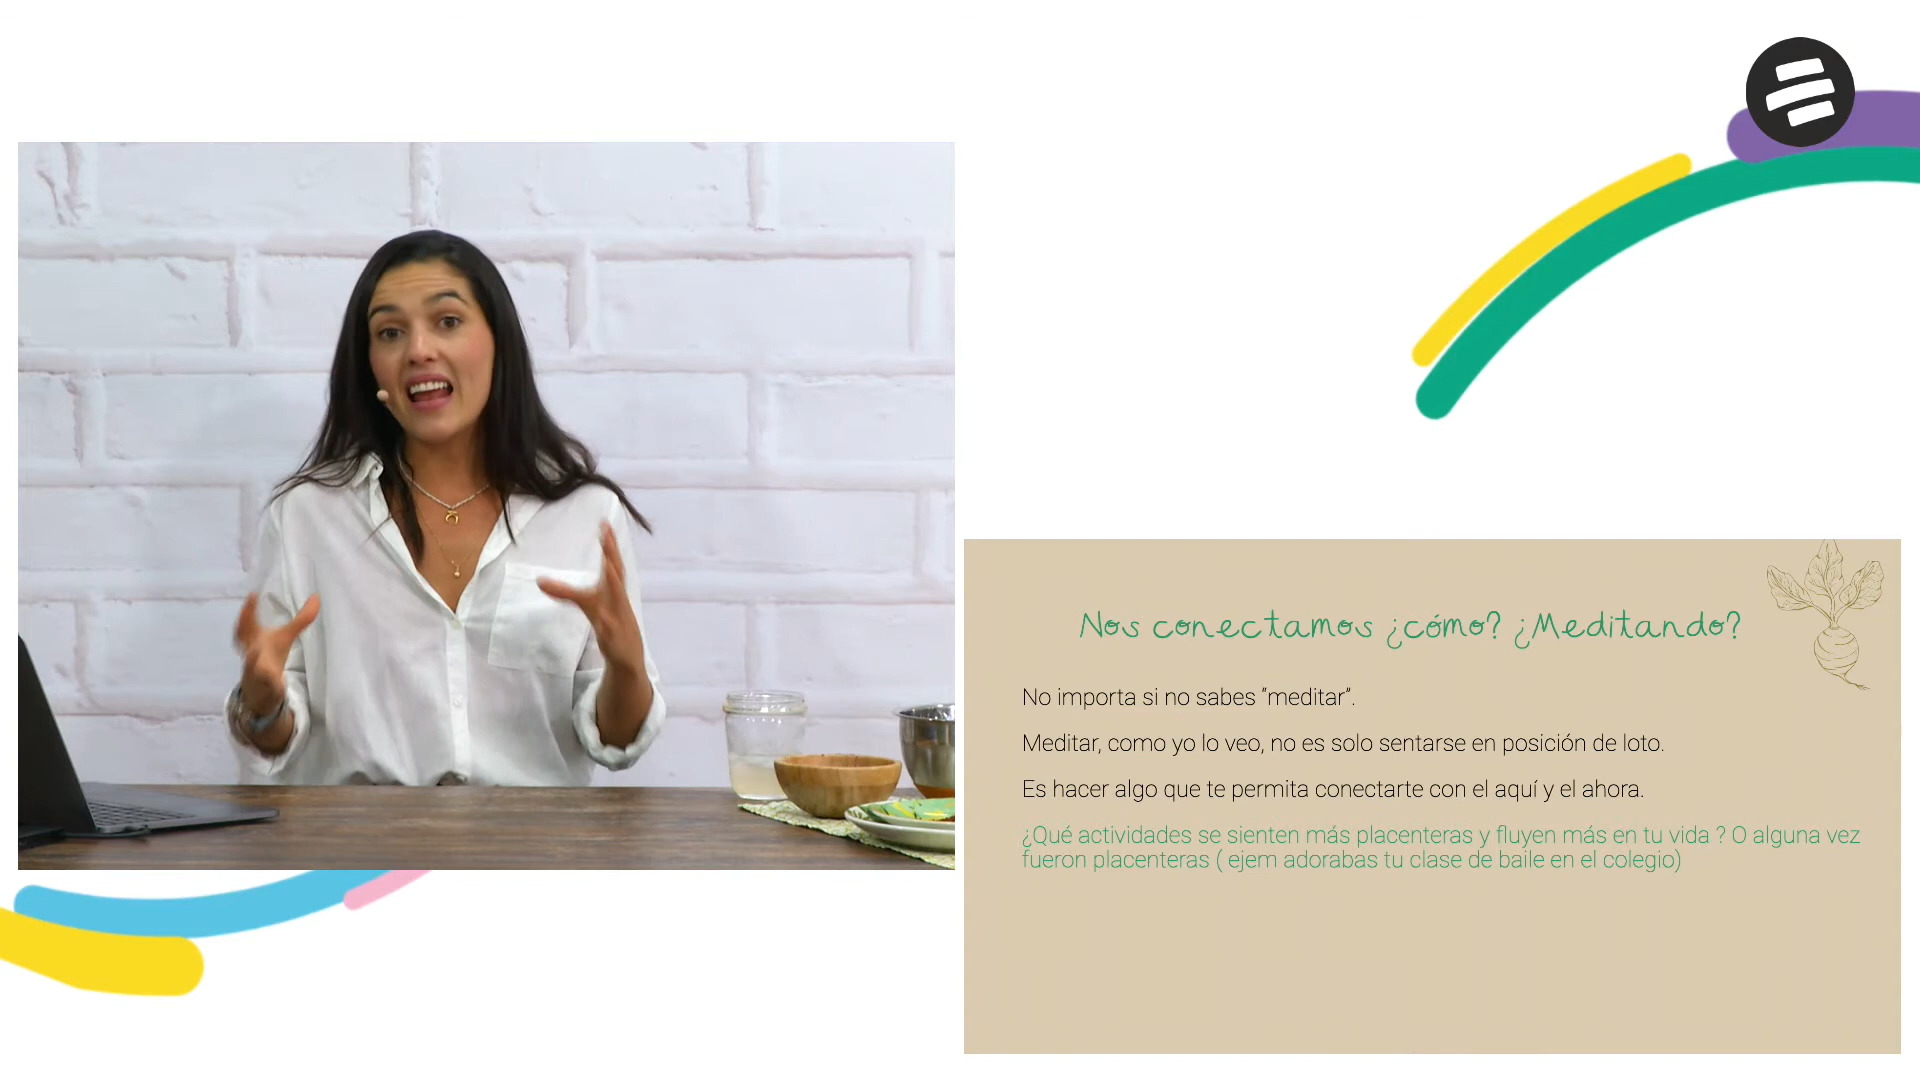 Nos conectamos ¿cómo? ¿Meditando?
No importa si no sabes “meditar”.
Meditar, como yo lo veo, no es solo sentarse en posición de loto.
Es hacer algo que te permita conectarte con el aquí y el ahora.
¿Qué actividades se sienten más placenteras y fluyen más en tu vida ? O alguna vez
fueron placenteras ( ejem adorabas tu clase de baile en el colegio)